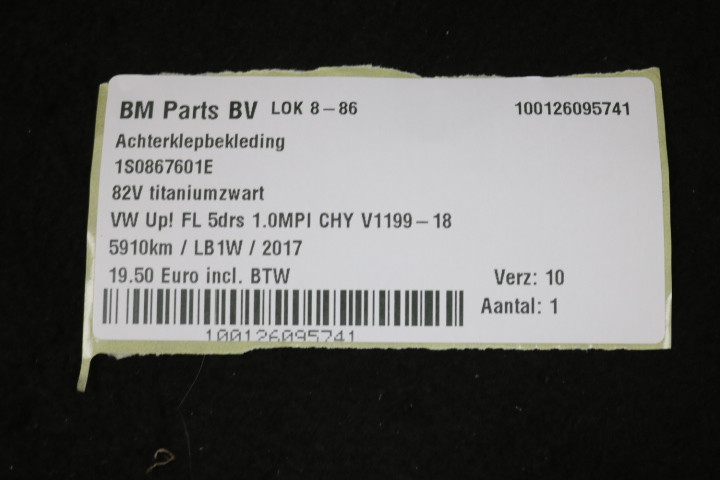 BM Parts BV LOK 8-86 100126095741
Achterklepbekleding
1S0867601E
82V titaniumzwart
VW Up! FL 5drs 1.0MPI CHY V1199-18
5910km / LB1W / 2017
19.50 Euro incl. BTW Verz: 10
Aantal: 1
100126095741